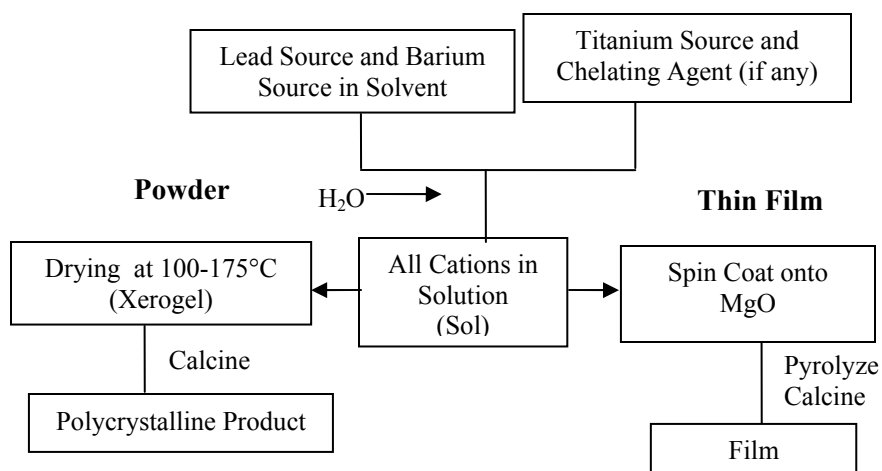 Lead Source and Barium
Source in Solvent
Titanium Source and
Chelating Agent (if any)
Powder
H₂O
Thin Film
Drying at 100-175°C
(Xerogel)
All Cations in
Solution
(Sol)
Spin Coat onto
MgO
Calcine
Pyrolyze
Calcine
Polycrystalline Product
Film